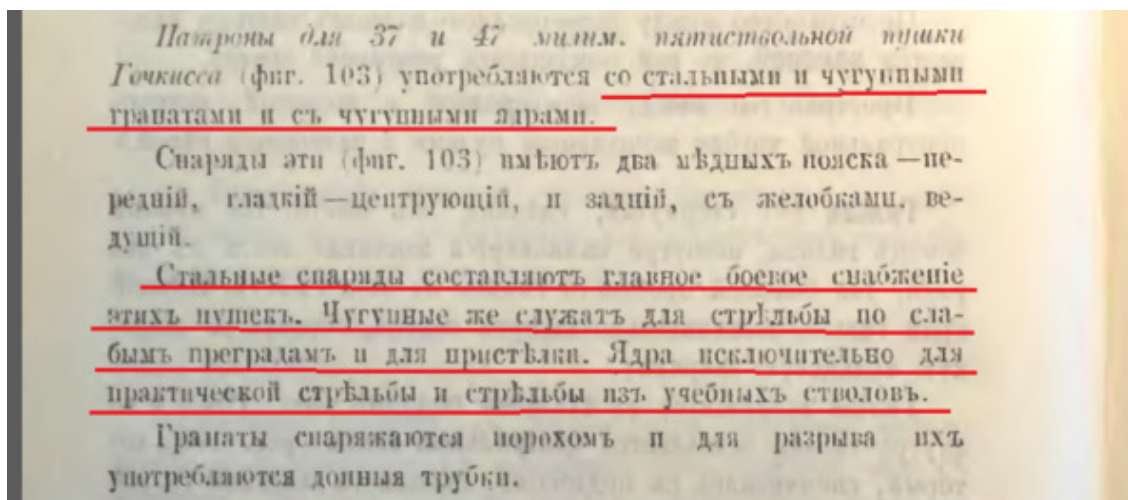 Патроны для 37 и 47 милим. пятиствольной пушки
Гочкисса (фиг. 103) употребляются со стальными и чугунными
гранатами и съ чугунными ядрами.
Снаряды эти (фиг. 103) имѣютъ два мѣдныхъ пояска—пе-
редній, гладкій—центрующій, и задній, съ желобками, ве-
дущій.
Стальные снаряды составляютъ главное боевое снабженіе
этихъ пушекъ. Чугунные же служатъ для стрѣльбы по сла-
бымъ преградамъ и для пристѣлки. Ядра исключительно для
практической стрѣльбы и стрѣльбы изъ учебныхъ стволовъ.
Гранаты снаряжаются порохомъ и для разрыва ихъ
употребляются донныя трубки.